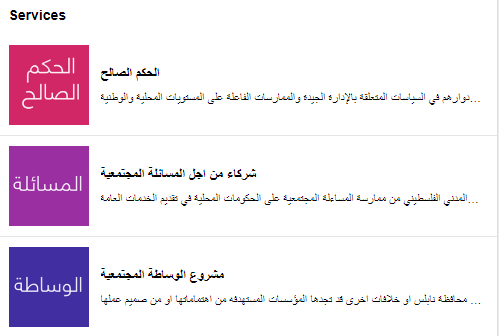 Services
الحكم
الصالح
الحكم الصالح
...دوارهم في السياسات المتعلقة بالإدارة الجيدة والممارسات الفاعلة على المستويات المحلية والوطنية
المسائلة
شركاء من اجل المسائلة المجتمعية
...المدني الفلسطيني من ممارسة المساءلة المجتمعية على الحكومات المحلية في تقديم الخدمات العامة
الوساطة
مشروع الوساطة المجتمعية
... محافظة نابلس او خلافات اخرى قد تجدها المؤسسات المستهدفه من اهتماماتها او من صميم عملها